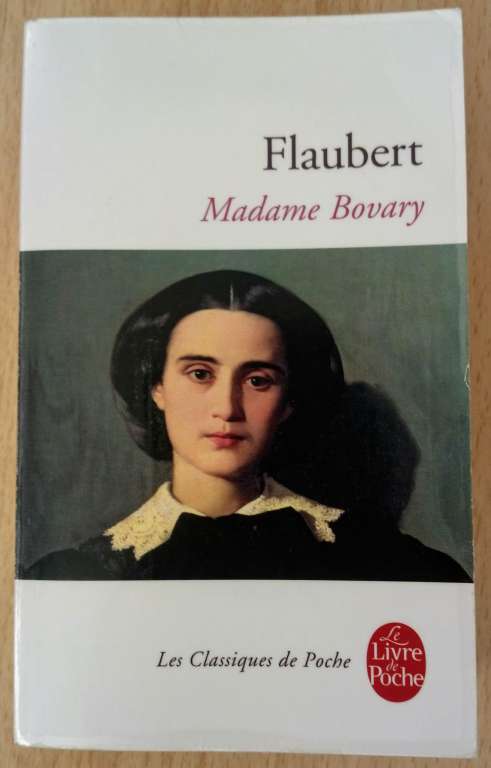 Flaubert
Madame Bovary
Les Classiques de Poche
Le
Livre
de
Poche